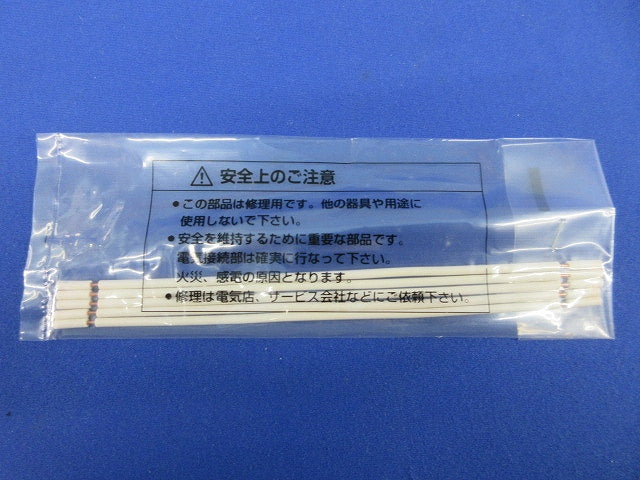 ⚠ 安全上のご注意
●この部品は修理用です。他の器具や用途に
使用しないで下さい。
●安全を維持するために重要な部品です。
電気接続部は確実に行なって下さい。
火災、感電の原因となります。
●修理は電気店、サービス会社などにご依頼下さい。